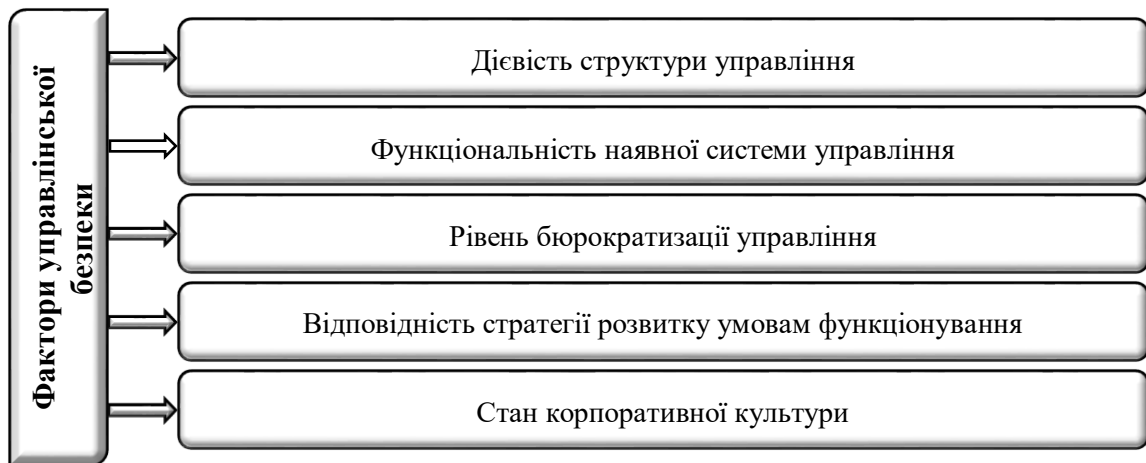 Фактори управлінської
безпеки
Дієвість структури управління
Функціональність наявної системи управління
Рівень бюрократизації управління
Відповідність стратегії розвитку умовам функціонування
Стан корпоративної культури